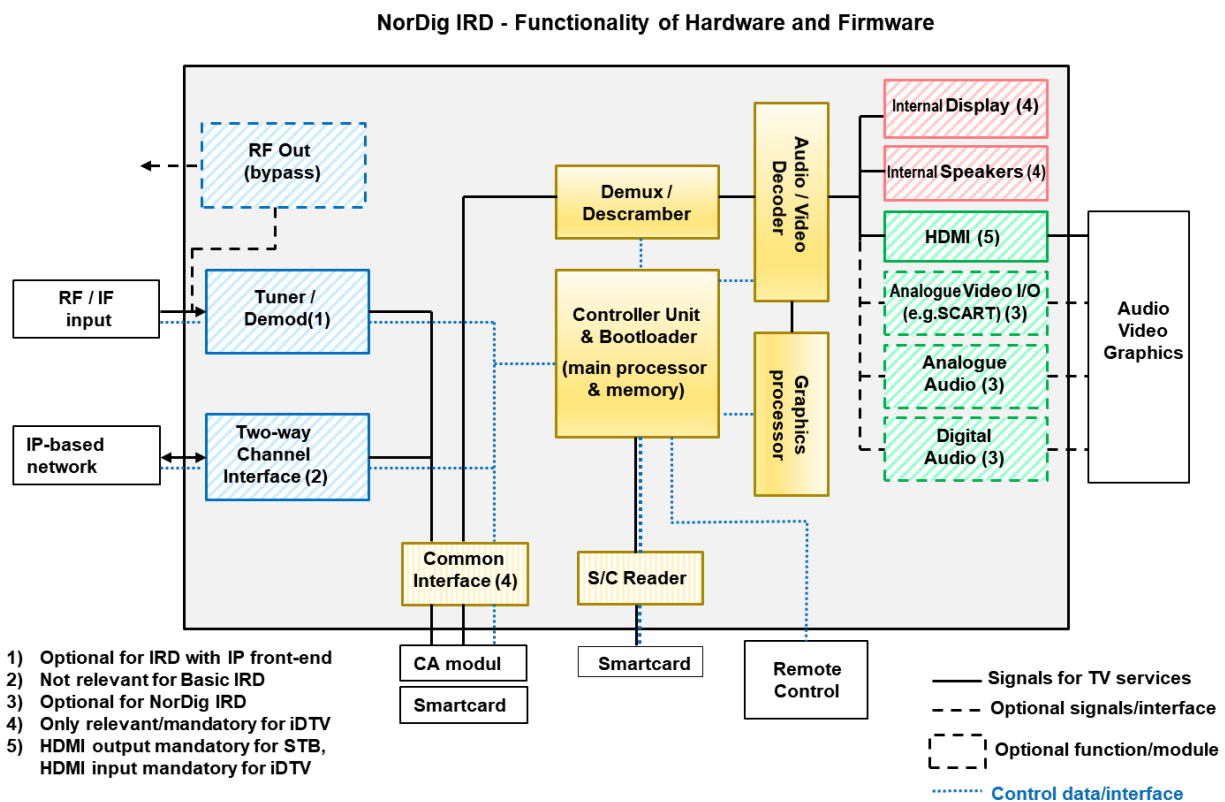 NorDig IRD - Functionality of Hardware and Firmware
RF Out
(bypass)
RF / IF
input
Tuner /
Demod(1)
IP-based
network
Two-way
Channel
Interface (2)
Common
Interface (4)
CA modul
Smartcard
Demux /
Descramber
Controller Unit
& Bootloader
(main processor
& memory)
S/C Reader
Smartcard
Remote
Control
Audio / Video
Decoder
Graphics
processor
Internal Display (4)
Internal Speakers (4)
HDMI (5)
Analogue Video I/O
(e.g.SCART) (3)
Analogue
Audio (3)
Digital
Audio (3)
Audio
Video
Graphics
1) Optional for IRD with IP front-end
2) Not relevant for Basic IRD
3) Optional for NorDig IRD
4) Only relevant/mandatory for iDTV
5) HDMI output mandatory for STB,
HDMI input mandatory for iDTV
Signals for TV services
Optional signals/interface
Optional function/module
Control data/interface